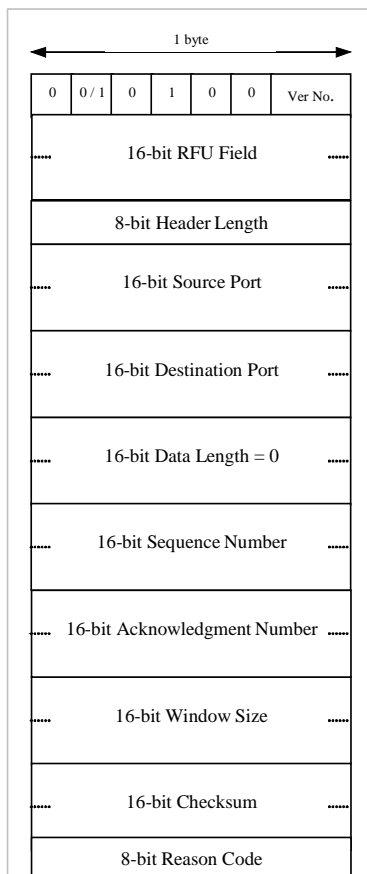 1 byte
0 0 / 1 0 1 0 0 Ver No.
16-bit RFU Field
8-bit Header Length
16-bit Source Port
16-bit Destination Port
16-bit Data Length = 0
16-bit Sequence Number
16-bit Acknowledgment Number
16-bit Window Size
16-bit Checksum
8-bit Reason Code